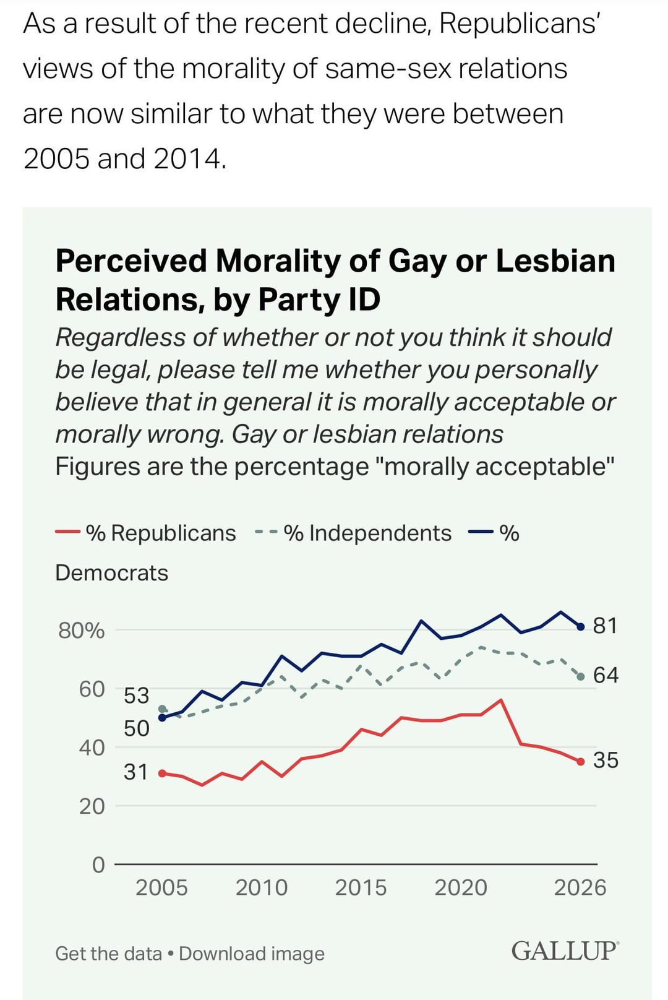 As a result of the recent decline, Republicans’
views of the morality of same-sex relations
are now similar to what they were between
2005 and 2014.
Perceived Morality of Gay or Lesbian
Relations, by Party ID
Regardless of whether or not you think it should
be legal, please tell me whether you personally
believe that in general it is morally acceptable or
morally wrong. Gay or lesbian relations
Figures are the percentage "morally acceptable"
% Republicans % Independents %
Democrats
80%
81
64
60
53
50
40
35
31
20
0
2005 2010 2015 2020 2026
Get the data • Download image
GALLUP®